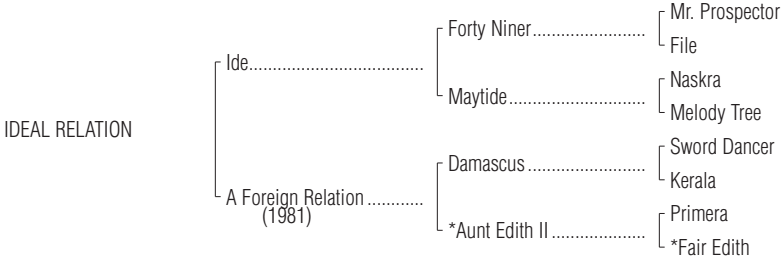 Mr. Prospector
Forty Niner........................
File
Ide.....................................
Naskra
Maytide.............................
Melody Tree
IDEAL RELATION
Sword Dancer
Damascus.........................
Kerala
A Foreign Relation............
(1981)
Primera
*Aunt Edith II....................
*Fair Edith